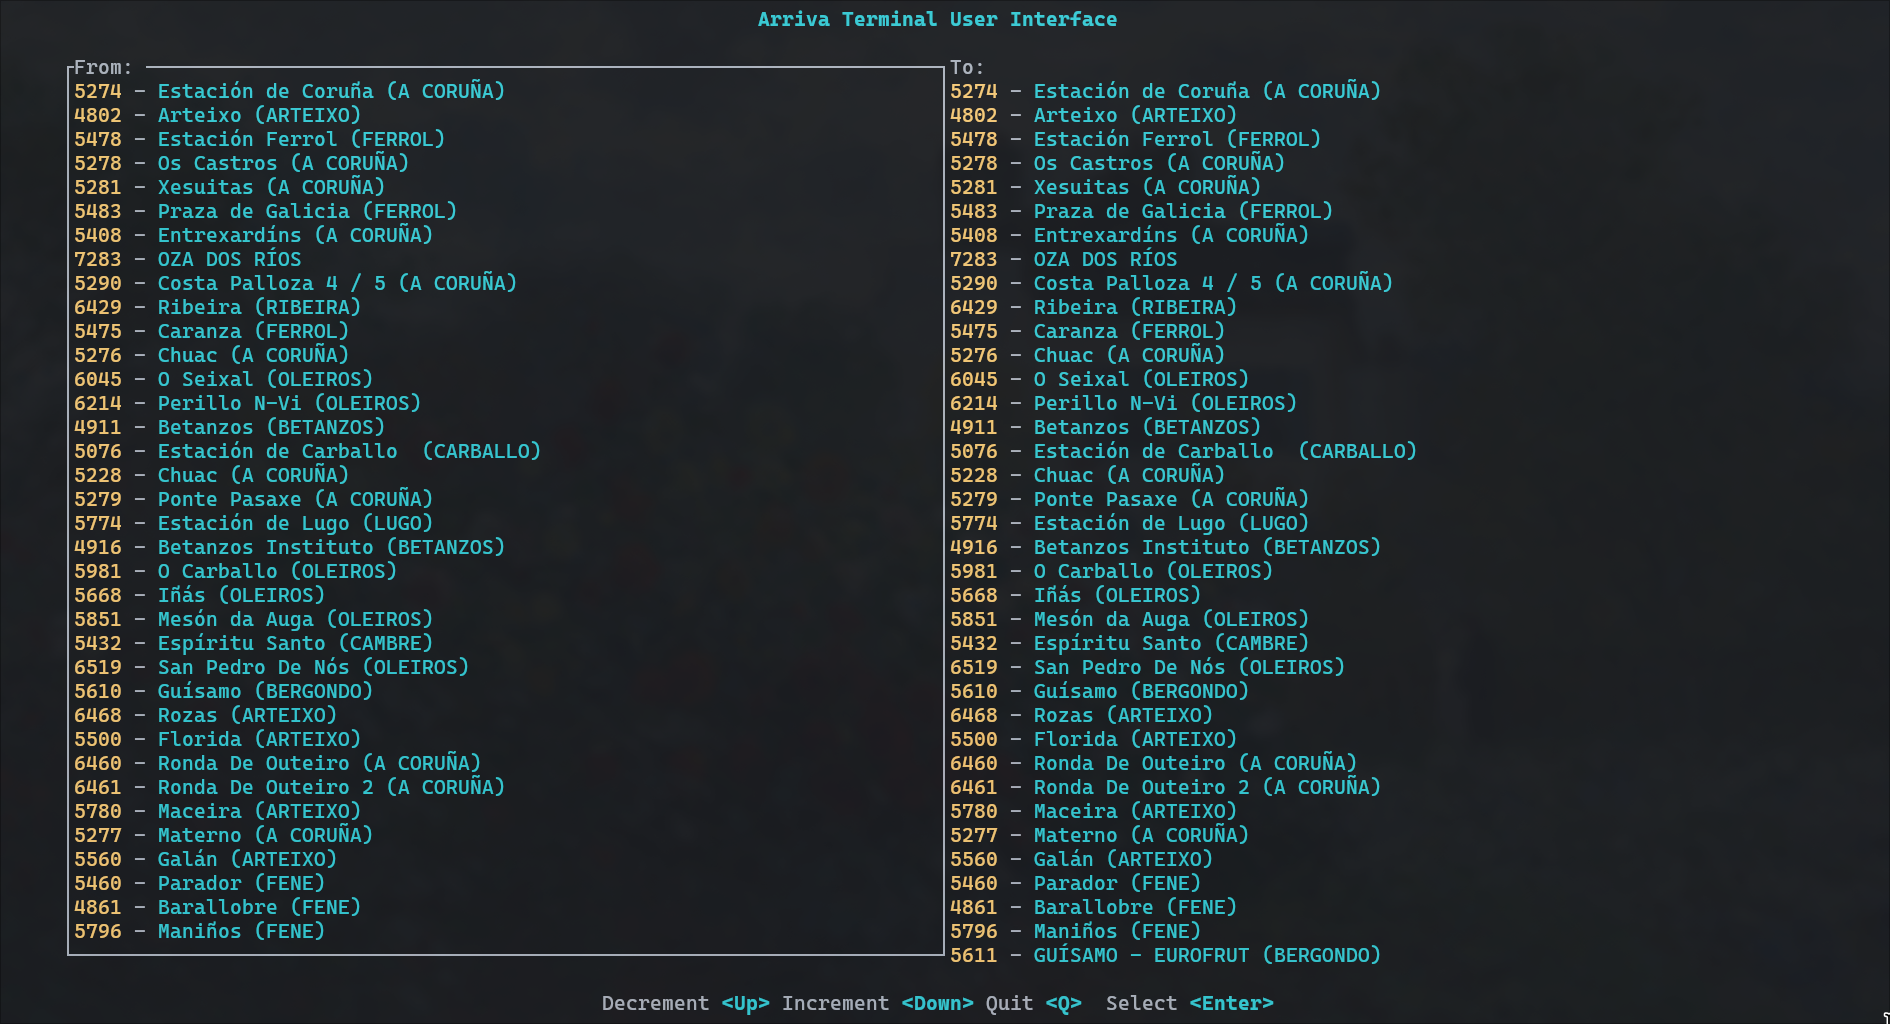 Arriva Terminal User Interface
From:
5274 - Estación de Coruña (A CORUÑA)
4802 - Arteixo (ARTEIXO)
5478 - Estación Ferrol (FERROL)
5278 - Os Castros (A CORUÑA)
5281 - Xesuitas (A CORUÑA)
5483 - Praza de Galicia (FERROL)
5408 - Entrexardíns (A CORUÑA)
7283 - OZA DOS RÍOS
5290 - Costa Palloza 4 / 5 (A CORUÑA)
6429 - Ribeira (RIBEIRA)
5475 - Caranza (FERROL)
5276 - Chuac (A CORUÑA)
6045 - O Seixal (OLEIROS)
6214 - Perillo N-Vi (OLEIROS)
4911 - Betanzos (BETANZOS)
5076 - Estación de Carballo  (CARBALLO)
5228 - Chuac (A CORUÑA)
5279 - Ponte Pasaxe (A CORUÑA)
5774 - Estación de Lugo (LUGO)
4916 - Betanzos Instituto (BETANZOS)
5981 - O Carballo (OLEIROS)
5668 - Iñás (OLEIROS)
5851 - Mesón da Auga (OLEIROS)
5432 - Espíritu Santo (CAMBRE)
6519 - San Pedro De Nós (OLEIROS)
5610 - Guísamo (BERGONDO)
6468 - Rozas (ARTEIXO)
5500 - Florida (ARTEIXO)
6460 - Ronda De Outeiro (A CORUÑA)
6461 - Ronda De Outeiro 2 (A CORUÑA)
5780 - Maceira (ARTEIXO)
5277 - Materno (A CORUÑA)
5560 - Galán (ARTEIXO)
5460 - Parador (FENE)
4861 - Barallobre (FENE)
5796 - Maniños (FENE)
To:
5274 - Estación de Coruña (A CORUÑA)
4802 - Arteixo (ARTEIXO)
5478 - Estación Ferrol (FERROL)
5278 - Os Castros (A CORUÑA)
5281 - Xesuitas (A CORUÑA)
5483 - Praza de Galicia (FERROL)
5408 - Entrexardíns (A CORUÑA)
7283 - OZA DOS RÍOS
5290 - Costa Palloza 4 / 5 (A CORUÑA)
6429 - Ribeira (RIBEIRA)
5475 - Caranza (FERROL)
5276 - Chuac (A CORUÑA)
6045 - O Seixal (OLEIROS)
6214 - Perillo N-Vi (OLEIROS)
4911 - Betanzos (BETANZOS)
5076 - Estación de Carballo  (CARBALLO)
5228 - Chuac (A CORUÑA)
5279 - Ponte Pasaxe (A CORUÑA)
5774 - Estación de Lugo (LUGO)
4916 - Betanzos Instituto (BETANZOS)
5981 - O Carballo (OLEIROS)
5668 - Iñás (OLEIROS)
5851 - Mesón da Auga (OLEIROS)
5432 - Espíritu Santo (CAMBRE)
6519 - San Pedro De Nós (OLEIROS)
5610 - Guísamo (BERGONDO)
6468 - Rozas (ARTEIXO)
5500 - Florida (ARTEIXO)
6460 - Ronda De Outeiro (A CORUÑA)
6461 - Ronda De Outeiro 2 (A CORUÑA)
5780 - Maceira (ARTEIXO)
5277 - Materno (A CORUÑA)
5560 - Galán (ARTEIXO)
5460 - Parador (FENE)
4861 - Barallobre (FENE)
5796 - Maniños (FENE)
5611 - GUÍSAMO - EUROFRUT (BERGONDO)
Decrement <Up> Increment <Down> Quit <Q>  Select <Enter>